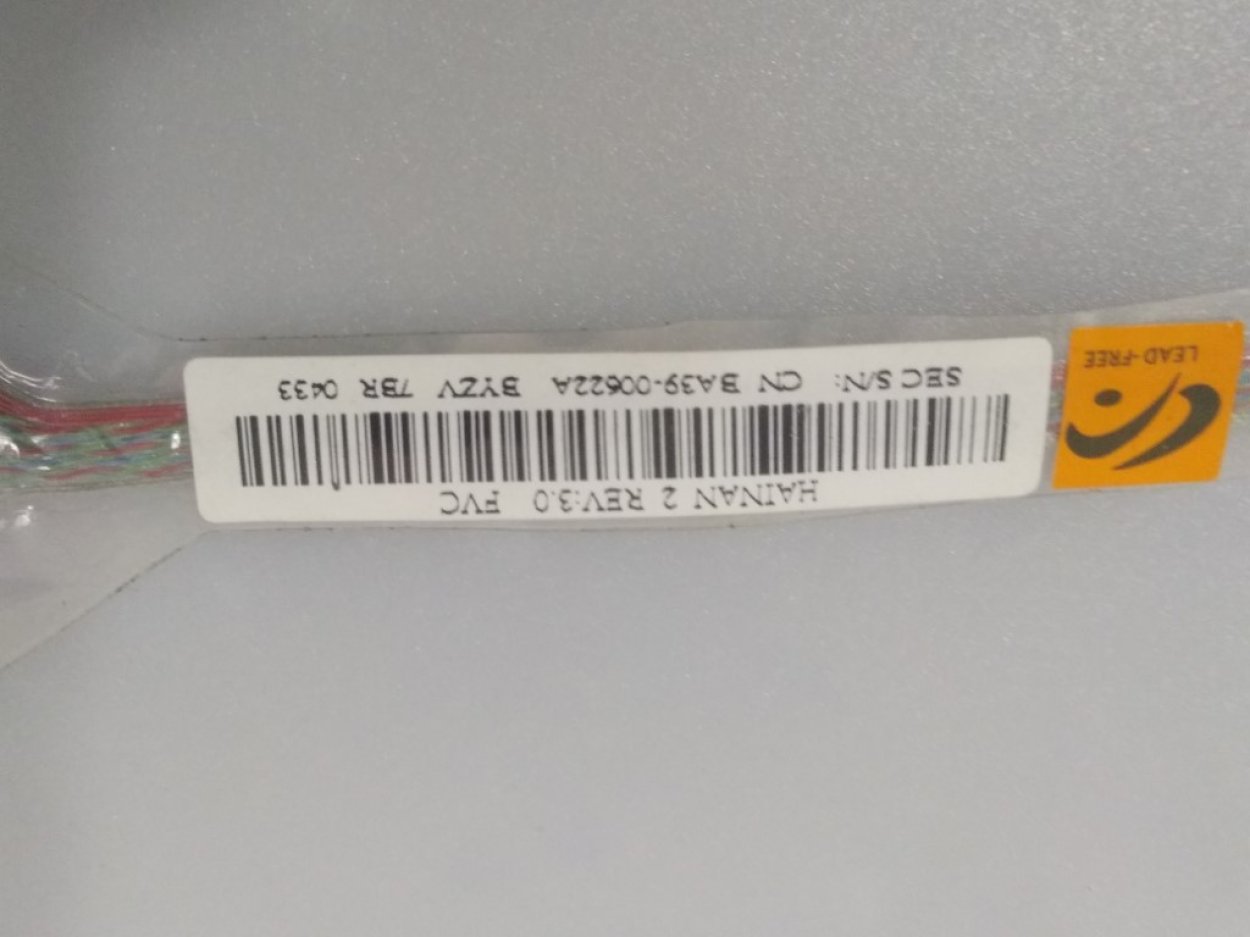 HAINAN 2 REV:3.0 FVC
SEC S/N: CN BA39-00622A BYZV 7BR 0433
LEAD-FREE